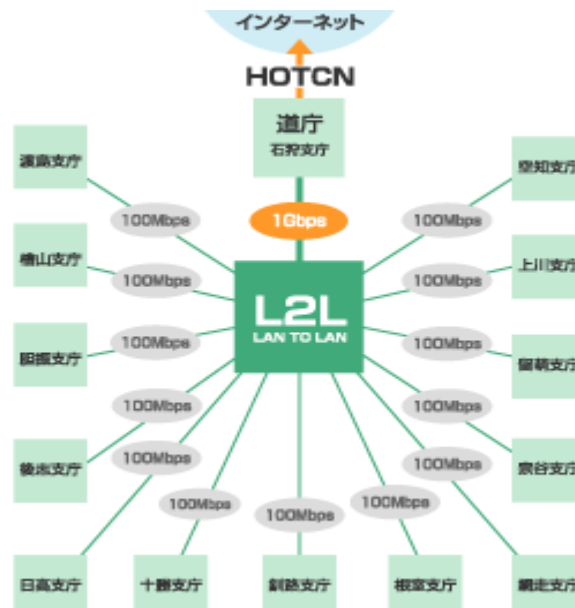 インターネット
HOTCN
道庁
石狩支庁
渡島支庁
空知支庁
100Mbps
1Gbps
100Mbps
檜山支庁
上川支庁
100Mbps
100Mbps
L2L
LAN TO LAN
胆振支庁
100Mbps
100Mbps
留萌支庁
100Mbps
100Mbps
後志支庁
100Mbps
100Mbps
宗谷支庁
100Mbps
100Mbps
100Mbps
日高支庁
十勝支庁
釧路支庁
根室支庁
網走支庁